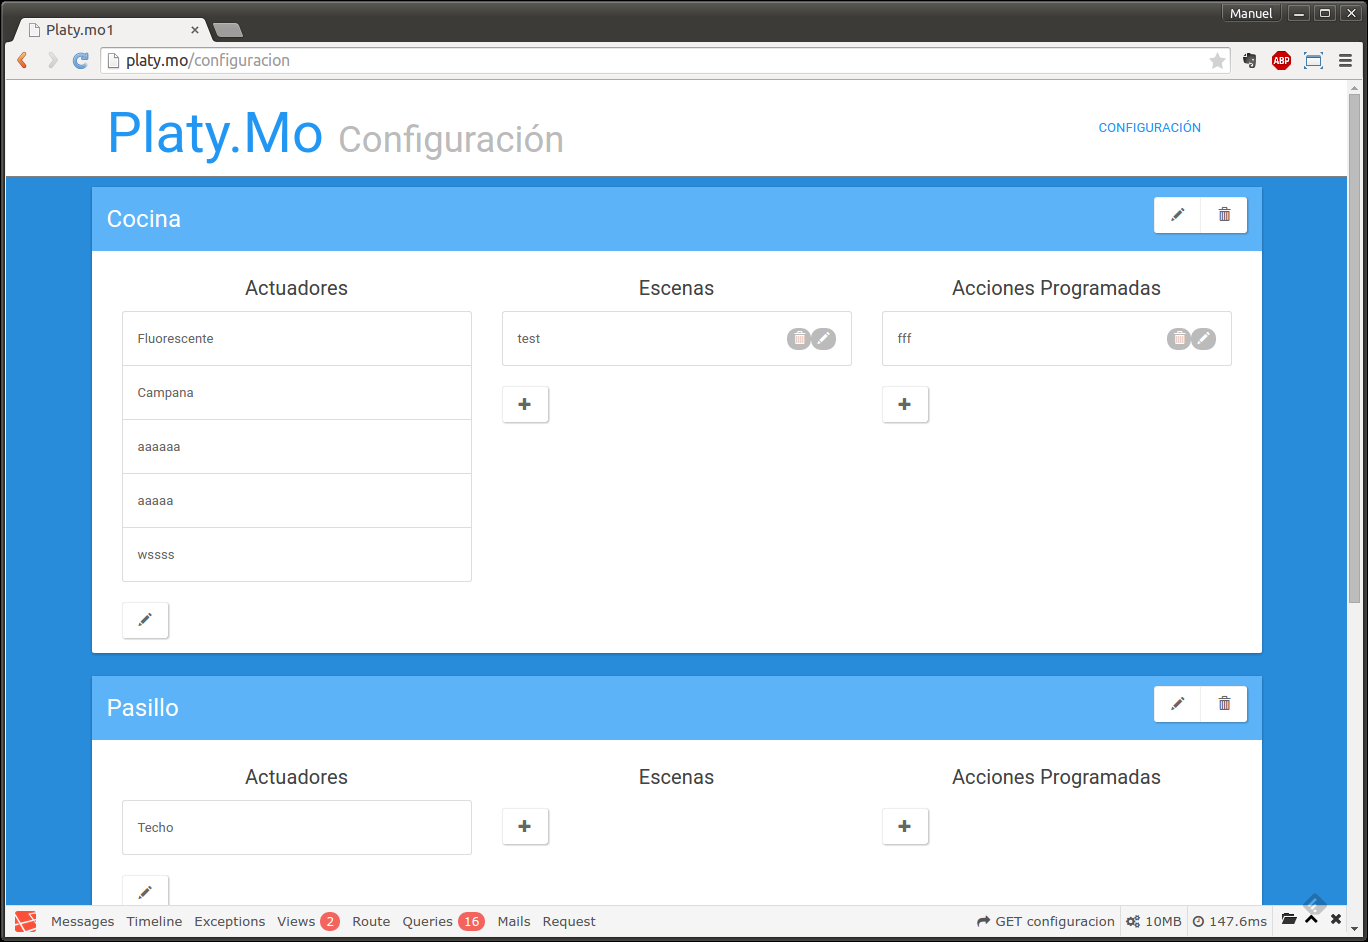 Manuel
Platy.mo1
platy.mo/configuracion
ABP
Platy.Mo Configuración
CONFIGURACIÓN
Cocina
Actuadores
Fluorescente
Campana
aaaaaa
aaaaa
wssss
Escenas
test
Acciones Programadas
fff
Pasillo
Actuadores
Techo
Escenas
Acciones Programadas
Messages Timeline Exceptions Views 2 Route Queries 16 Mails Request GET configuracion 10MB 147.6ms